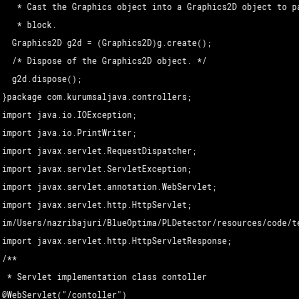 * Cast the Graphics object into a Graphics2D object to pa
* block.
Graphics2D g2d = (Graphics2D)g.create();
/* Dispose of the Graphics2D object. */
g2d.dispose();
}package com.kurumsaljava.controllers;
import java.io.IOException;
import java.io.PrintWriter;
import javax.servlet.RequestDispatcher;
import javax.servlet.ServletException;
import javax.servlet.annotation.WebServlet;
import javax.servlet.http.HttpServlet;
im/Users/nazribajuri/BlueOptima/PLDetector/resources/code/te
import javax.servlet.http.HttpServletResponse;
/**
* Servlet implementation class contoller
@WebServlet("/contoller")